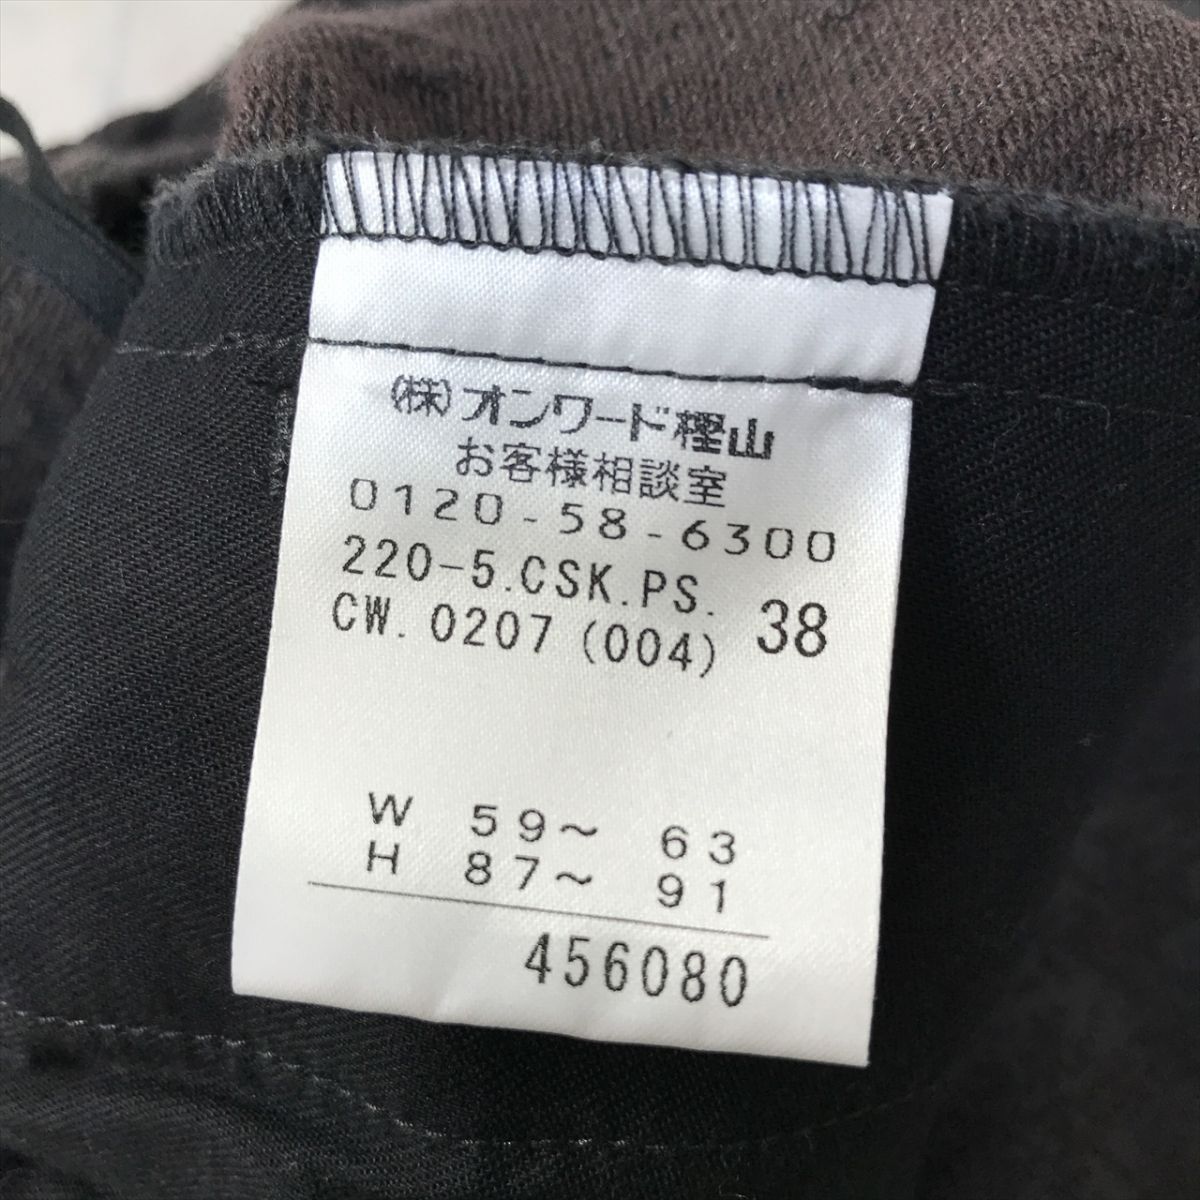 (株)オンワード樫山
お客様相談室
0120-58-6300
220-5.CSK.PS.
CW.0207(004) 38
W 59～ 63
H 87～ 91
456080